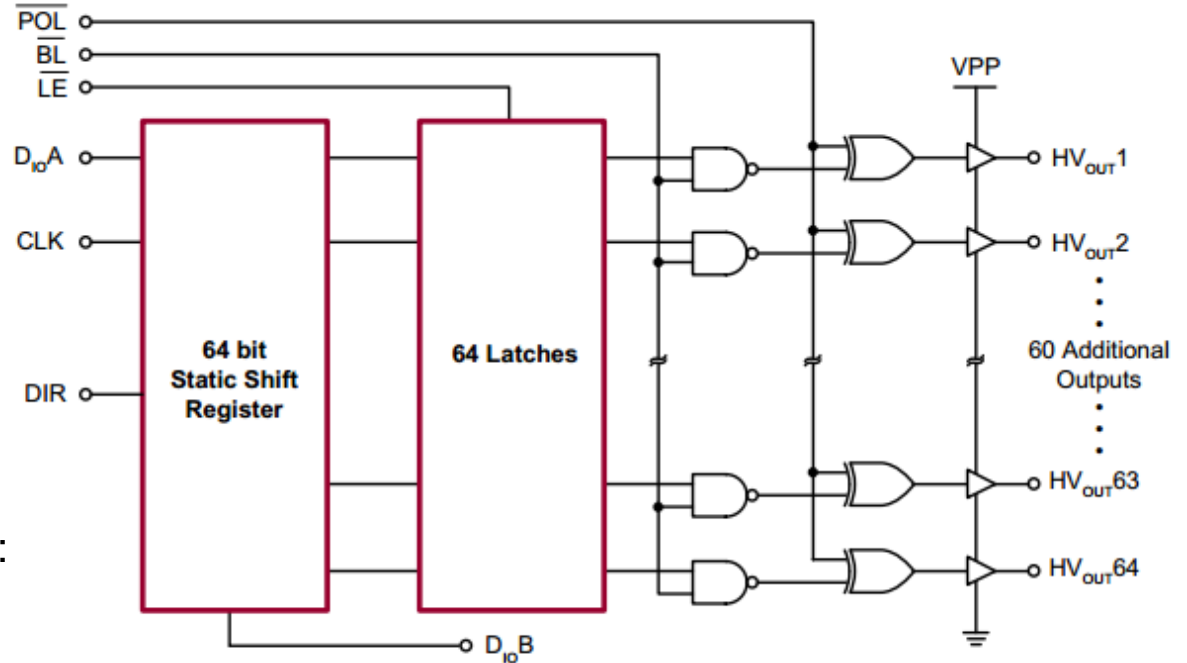 POL
BL
LE
VPP
DIOA
HVOUT1
CLK
HVOUT2
64 bit
Static Shift
Register
64 Latches
60 Additional
Outputs
DIR
HVOUT63
:
HVOUT64
DIOB